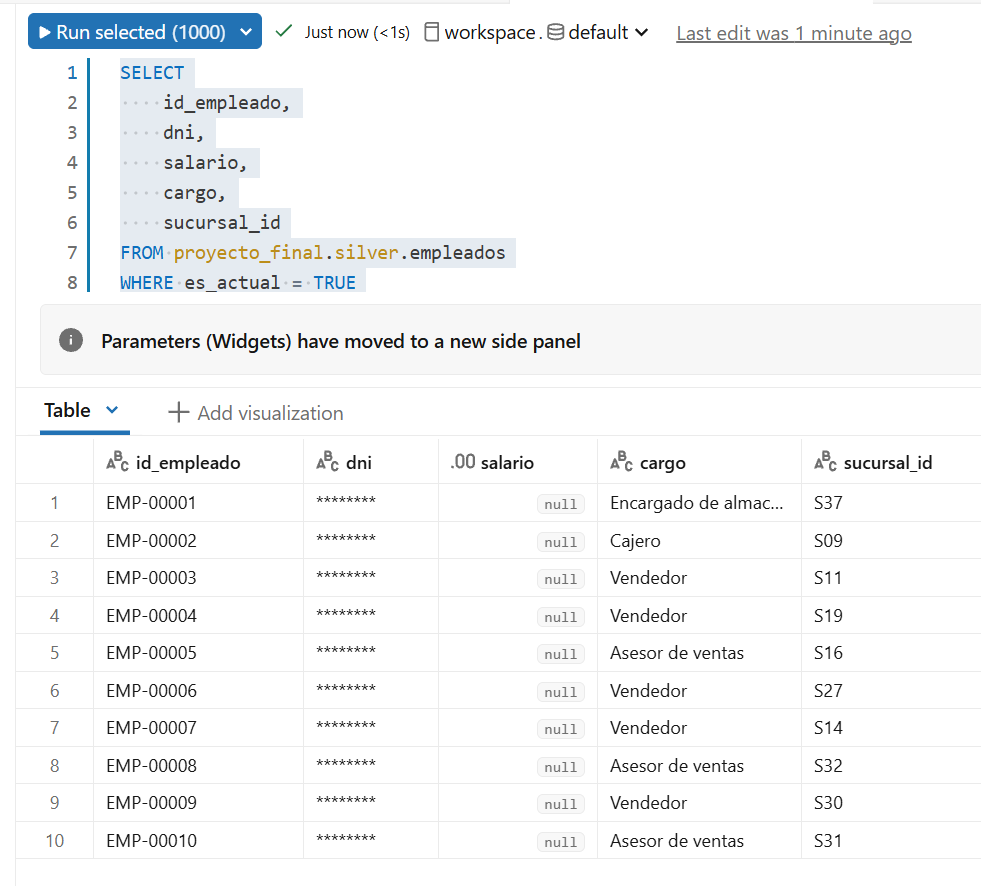 Run selected (1000) Just now (<1s) workspace . default Last edit was 1 minute ago
1 SELECT
2 id_empleado,
3 dni,
4 salario,
5 cargo,
6 sucursal_id
7 FROM proyecto_final.silver.empleados
8 WHERE es_actual = TRUE
Parameters (Widgets) have moved to a new side panel
Table + Add visualization
ABC id_empleado ABC dni .00 salario ABC cargo ABC sucursal_id
1 EMP-00001 ******** null Encargado de almac... S37
2 EMP-00002 ******** null Cajero S09
3 EMP-00003 ******** null Vendedor S11
4 EMP-00004 ******** null Vendedor S19
5 EMP-00005 ******** null Asesor de ventas S16
6 EMP-00006 ******** null Vendedor S27
7 EMP-00007 ******** null Vendedor S14
8 EMP-00008 ******** null Asesor de ventas S32
9 EMP-00009 ******** null Vendedor S30
10 EMP-00010 ******** null Asesor de ventas S31